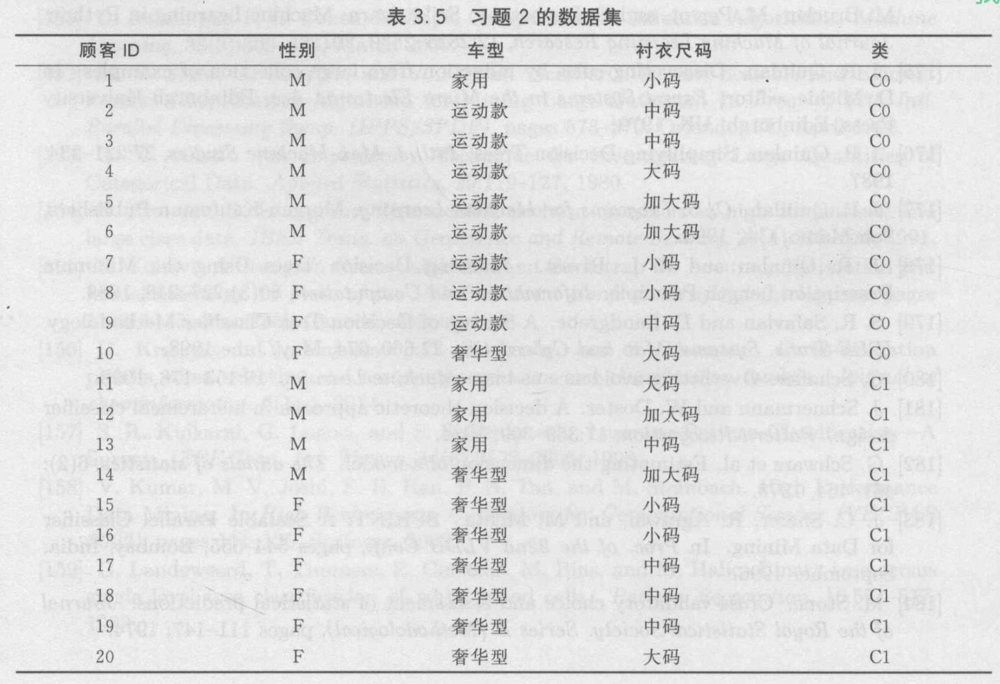 表 3.5 习题 2 的数据集
顾客 ID 性别 车型 衬衣尺码 类
1 M 家用 小码 C0
2 M 运动款 中码 C0
3 M 运动款 中码 C0
4 M 运动款 大码 C0
5 M 运动款 加大码 C0
6 M 运动款 加大码 C0
7 F 运动款 小码 C0
8 F 运动款 小码 C0
9 F 运动款 中码 C0
10 F 奢华型 大码 C0
11 M 家用 大码 C1
12 M 家用 加大码 C1
13 M 家用 中码 C1
14 M 奢华型 加大码 C1
15 F 奢华型 小码 C1
16 F 奢华型 小码 C1
17 F 奢华型 中码 C1
18 F 奢华型 中码 C1
19 F 奢华型 中码 C1
20 F 奢华型 大码 C1